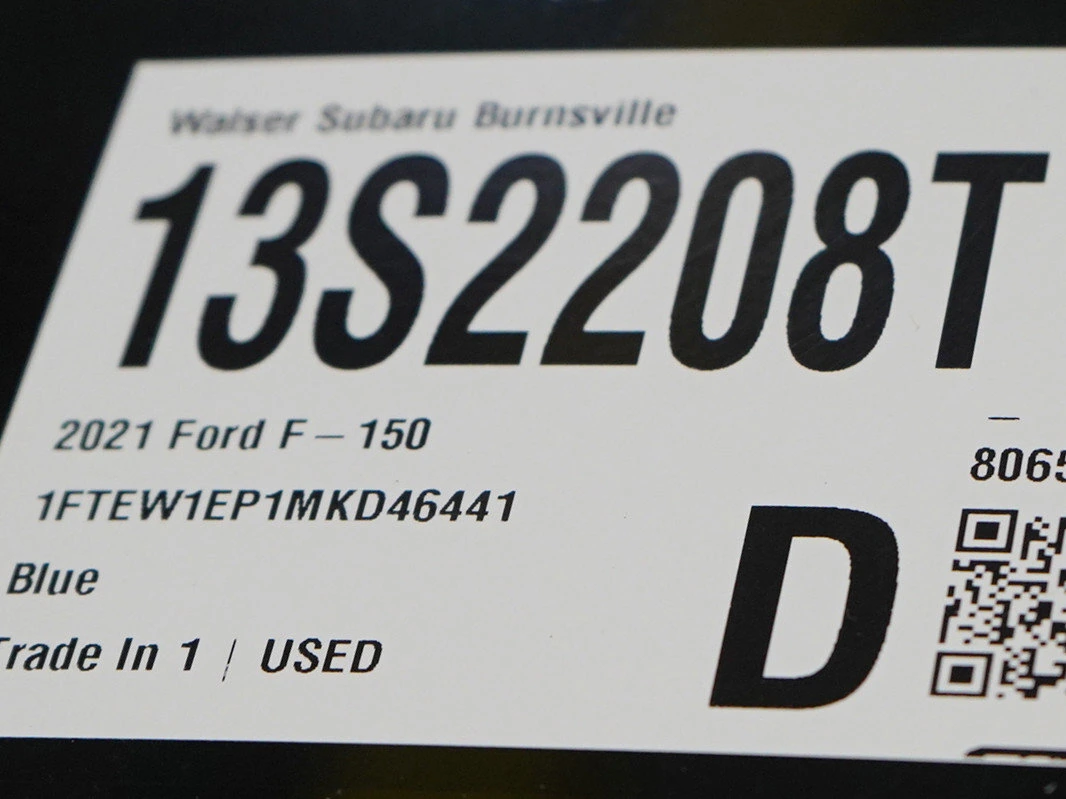 Walser Subaru Burnsville
13S2208T
2021 Ford F – 150
1FTEW1EP1MKD46441
Blue
Trade In 1 / USED
–
8065
D